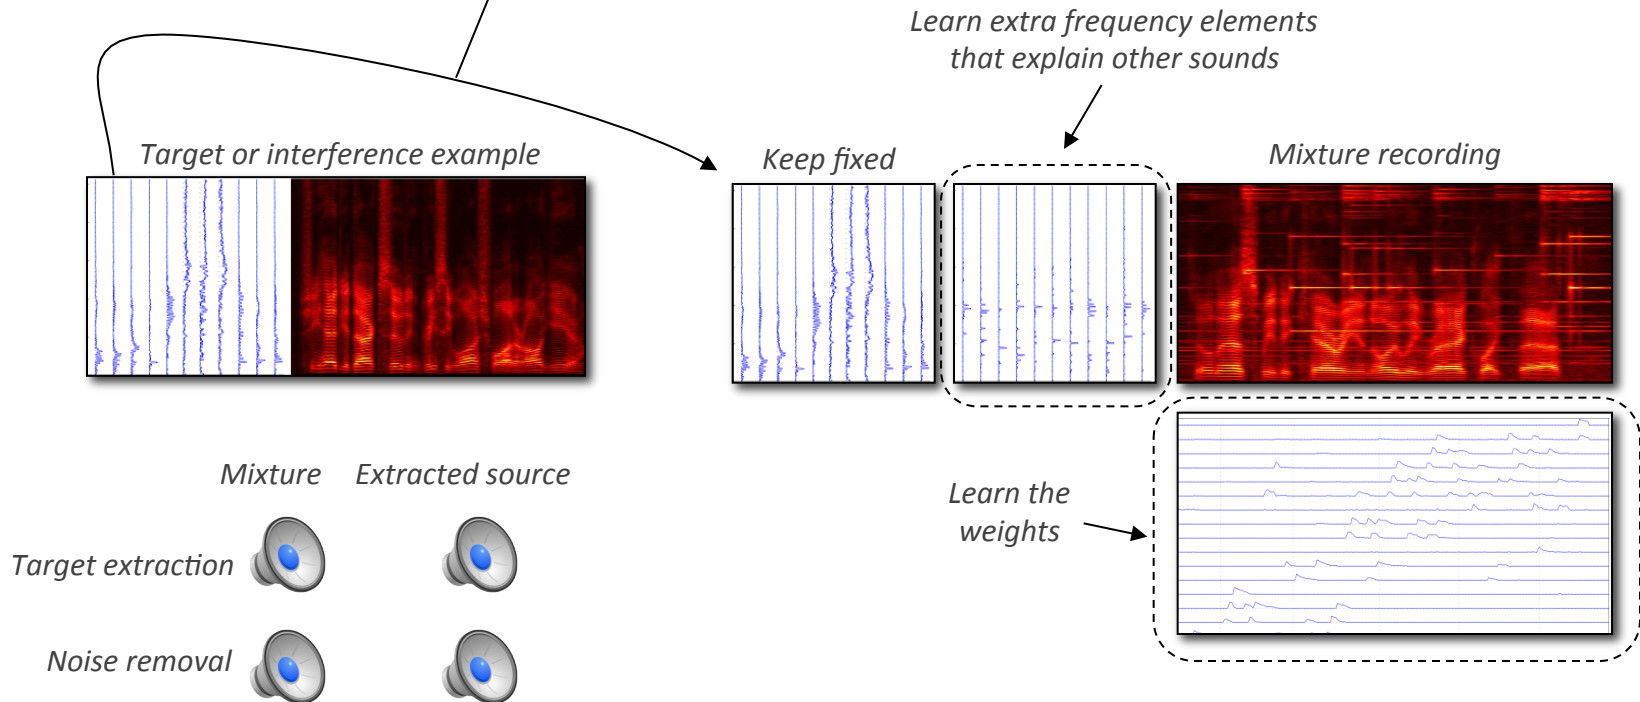 Learn extra frequency elements
that explain other sounds
Target or interference example
Keep fixed
Mixture recording
Mixture
Extracted source
Learn the
weights
Target extraction
Noise removal